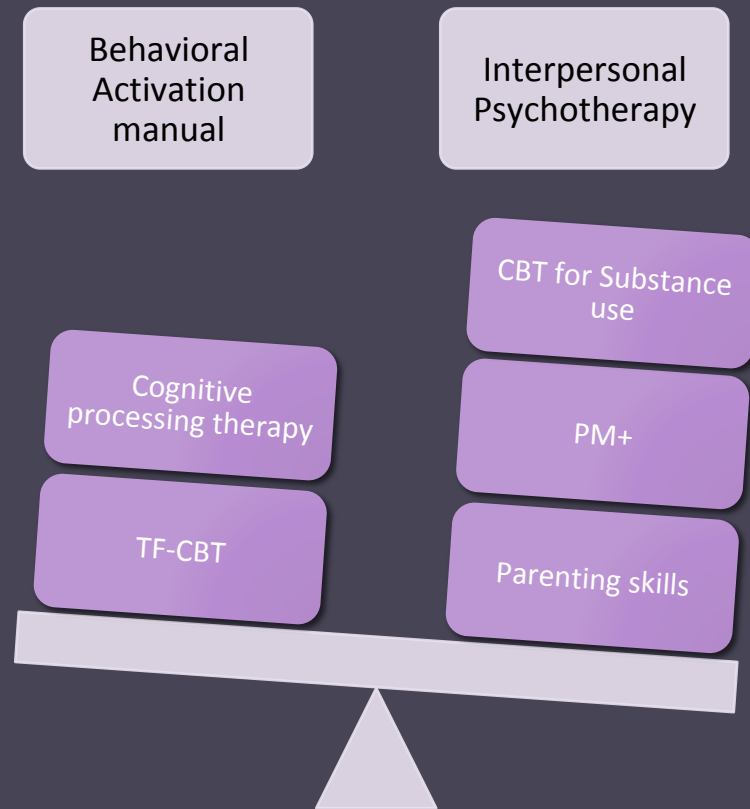 Behavioral
Activation
manual
Interpersonal
Psychotherapy
CBT for Substance
use
Cognitive
processing therapy
PM+
TF-CBT
Parenting skills